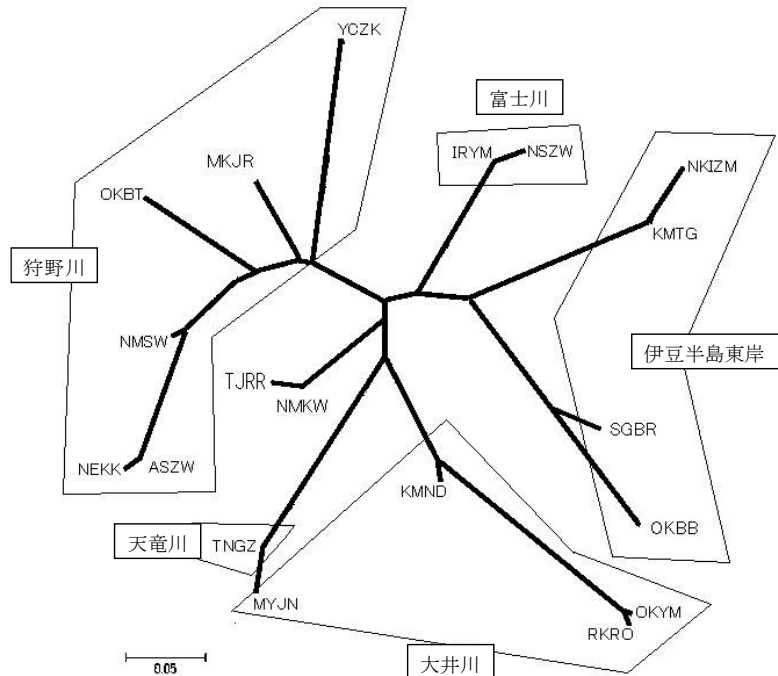 YCZK
富士川
IRYM
NSZW
MKJR
NKIZM
OKBT
KMTG
狩野川
NMSW
伊豆半島東岸
TJRR
NMKW
SGBR
NEKK
ASZW
KMND
OKBB
天竜川
TNGZ
MYJN
OKYM
RKRO
大井川
0.05